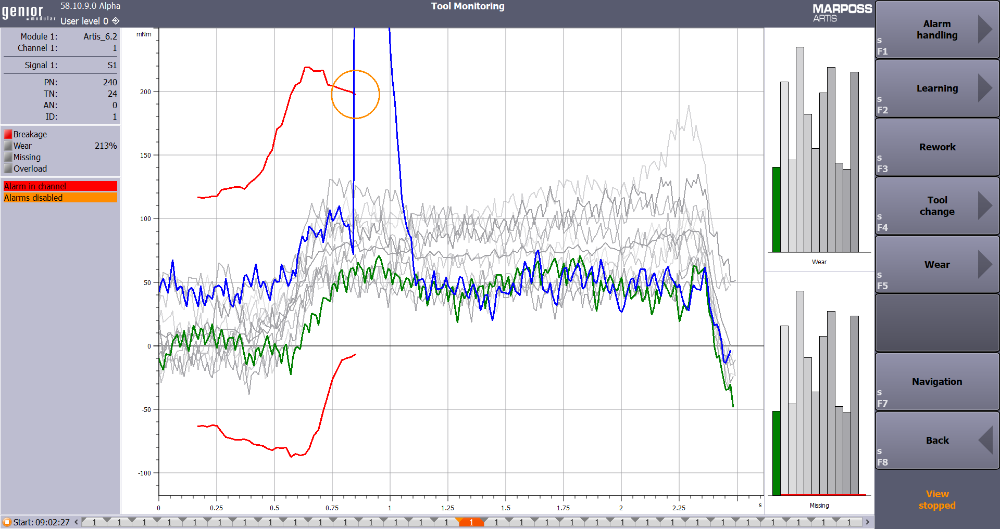 genior
modular
58.10.9.0 Alpha
User level 0
Tool Monitoring
MARPOSS
ARTIS
Module 1: Artis_6.2
Channel 1: 1
Signal 1: S1
PN: 240
TN: 24
AN: 0
ID: 1
Breakage
Wear 213%
Missing
Overload
Alarm in channel
Alarms disabled
mNm
200
150
100
50
0
-50
-100
0 0.25 0.5 0.75 1 1.25 1.5 1.75 2 2.25 s
Wear
Missing
Alarm
handling
s
F1
Learning
s
F2
Rework
s
F3
Tool
change
s
F4
Wear
s
F5
Navigation
s
F7
Back
s
F8
View
stopped
Start: 09:02:27 < 1 1 1 1 1 1 1 1 1 1 1 1 1 1 1 1 1 1 1 1 1 1 1 1 1 1 1 1 1 1 1 >